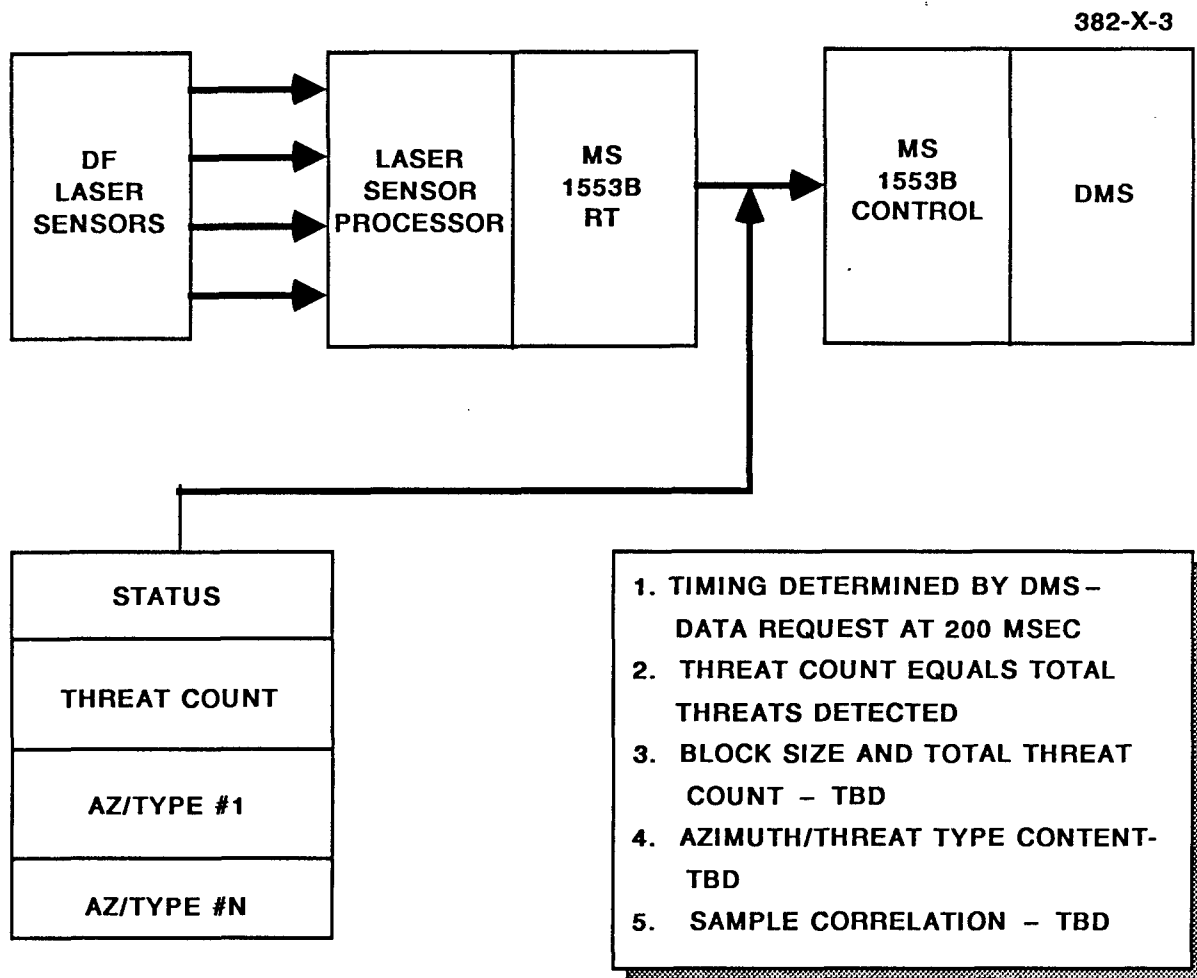 382-X-3
DF
LASER
SENSORS
LASER
SENSOR
PROCESSOR
MS
1553B
RT
MS
1553B
CONTROL
DMS
STATUS
THREAT COUNT
AZ/TYPE #1
AZ/TYPE #N
1. TIMING DETERMINED BY DMS –
DATA REQUEST AT 200 MSEC
2. THREAT COUNT EQUALS TOTAL
THREATS DETECTED
3. BLOCK SIZE AND TOTAL THREAT
COUNT – TBD
4. AZIMUTH/THREAT TYPE CONTENT-
TBD
5. SAMPLE CORRELATION – TBD